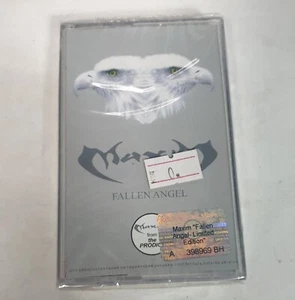 Maxim
FALLEN ANGEL
Maxim
from
the
PRODIGY
Maxim "Fallen
Angel-Limited
Edition"
A 398969 BH